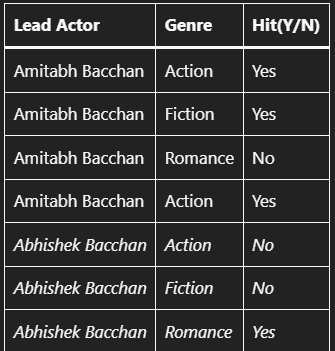 Lead Actor Genre Hit(Y/N)
Amitabh Bacchan Action Yes
Amitabh Bacchan Fiction Yes
Amitabh Bacchan Romance No
Amitabh Bacchan Action Yes
Abhishek Bacchan Action No
Abhishek Bacchan Fiction No
Abhishek Bacchan Romance Yes